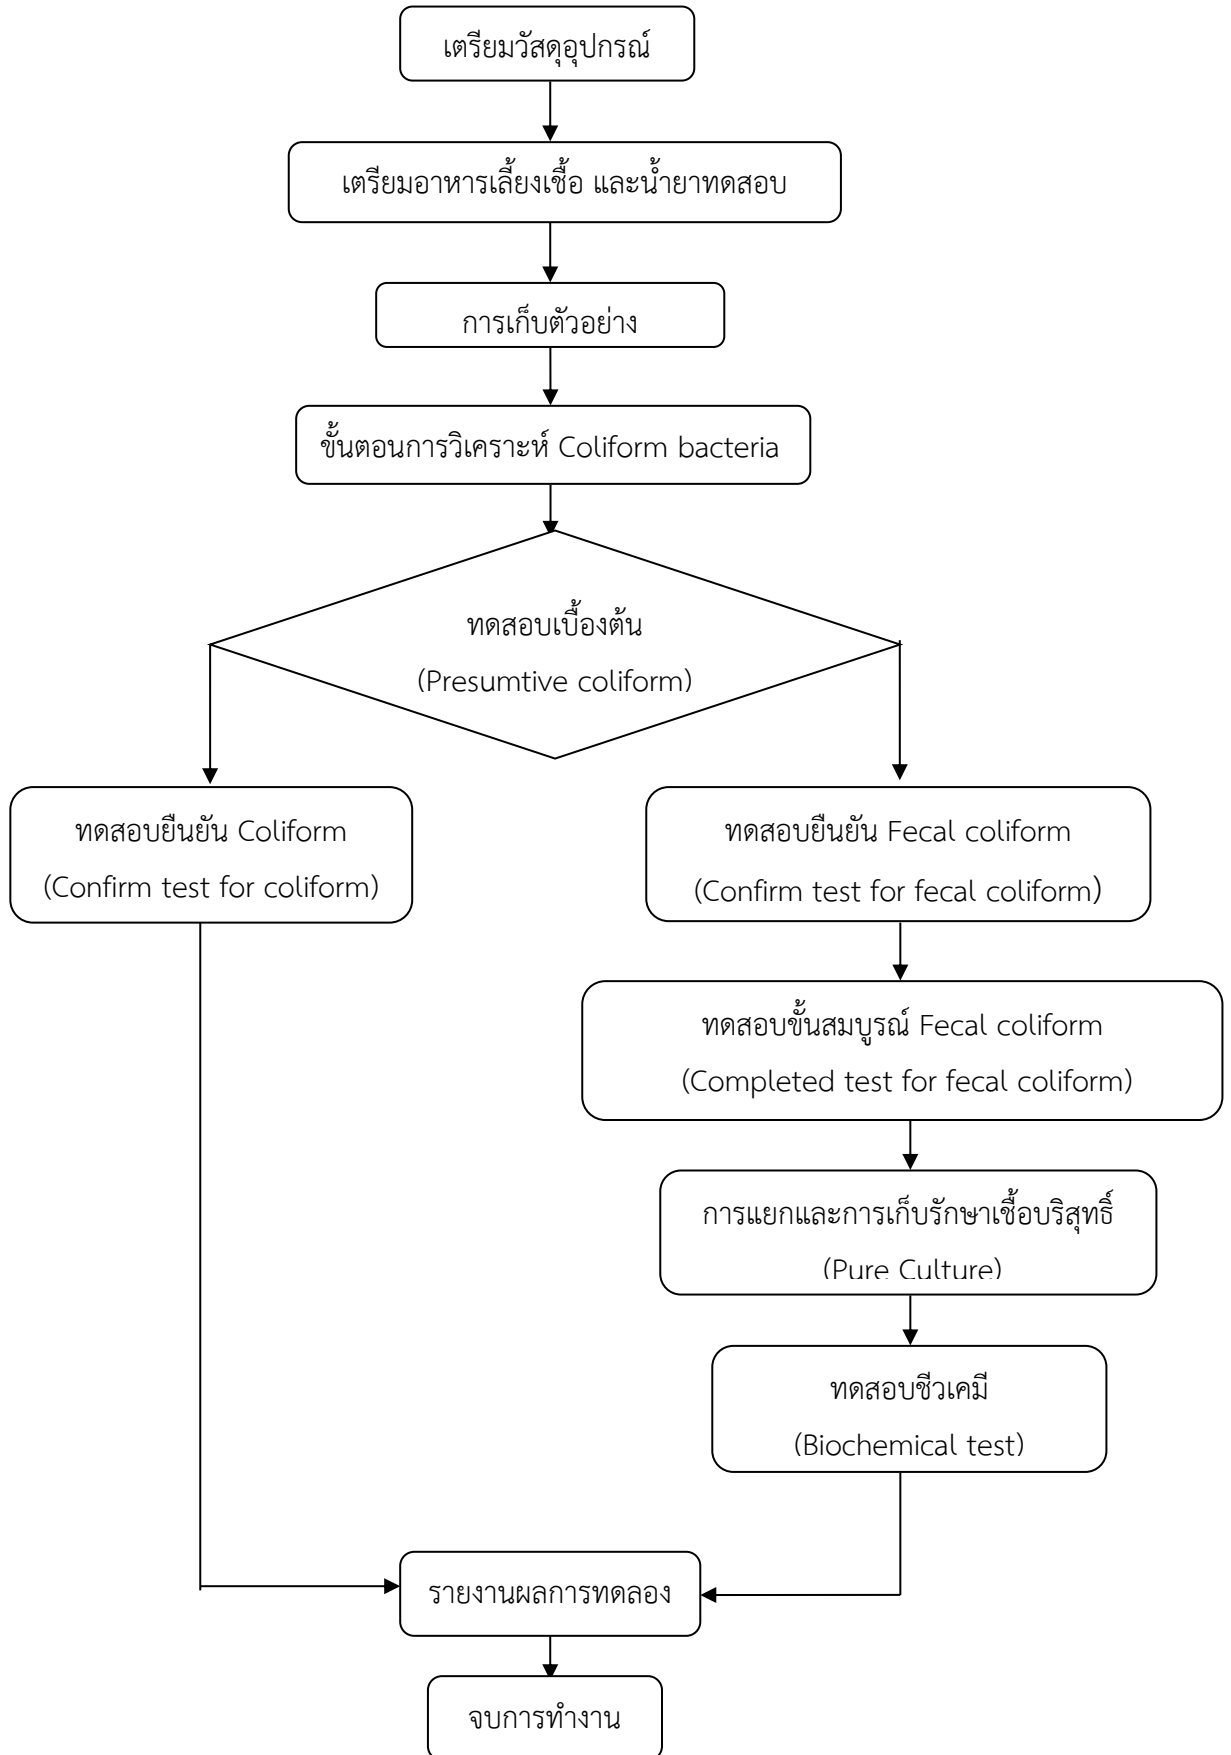 เตรียมวัสดุอุปกรณ์
เตรียมอาหารเลี้ยงเชื้อ และน้ำยาทดสอบ
การเก็บตัวอย่าง
ขั้นตอนการวิเคราะห์ Coliform bacteria
ทดสอบเบื้องต้น
(Presumtive coliform)
ทดสอบยืนยัน Coliform
(Confirm test for coliform)
ทดสอบยืนยัน Fecal coliform
(Confirm test for fecal coliform)
ทดสอบขั้นสมบูรณ์ Fecal coliform
(Completed test for fecal coliform)
การแยกและการเก็บรักษาเชื้อบริสุทธิ์
(Pure Culture)
ทดสอบชีวเคมี
(Biochemical test)
รายงานผลการทดลอง
จบการทำงาน